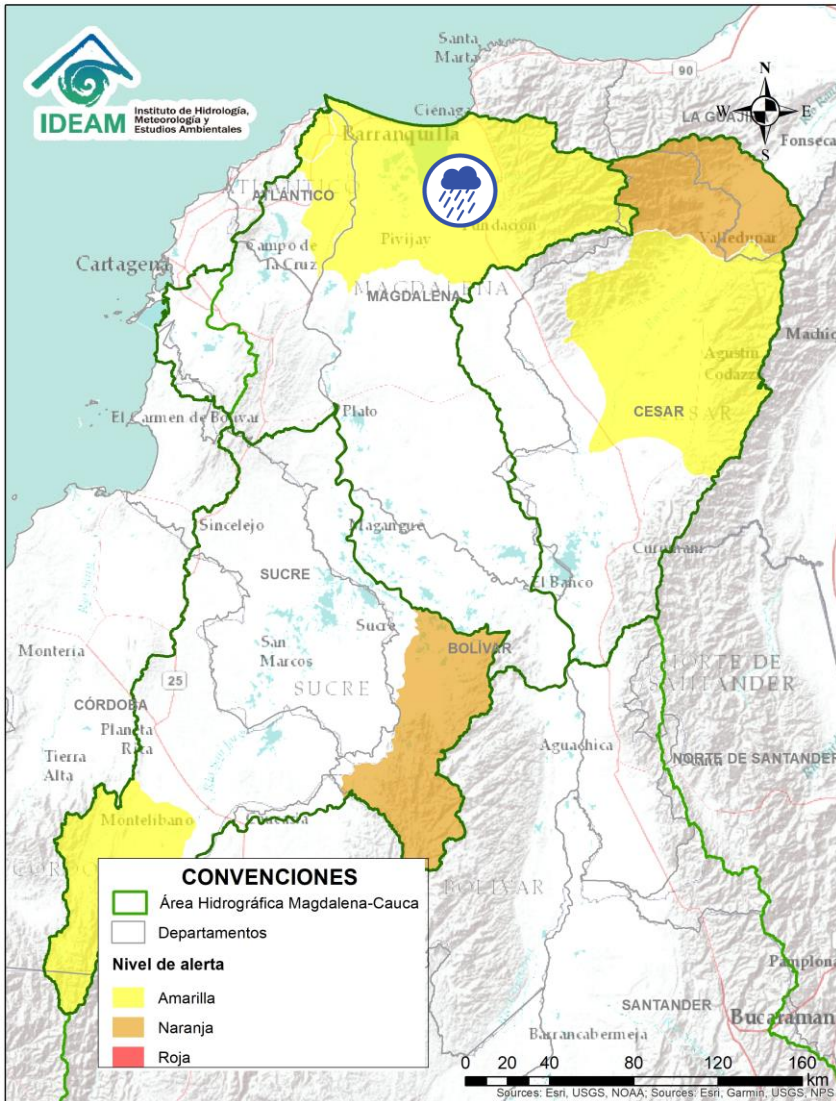 Santa
Marta
90
N
W
E
S
IDEAM
Instituto de Hidrología,
Meteorología y
Estudios Ambientales
Ciénaga
LA GUAJIRA
Fonseca
Barranquilla
ATLÁNTICO
Campo de
la Cruz
Pivijay
Fundación
Valledupar
Cartagena
MAGDALENA
MAGDALENA
Agustín
Codazzi
CESAR
El Carmen de Bolívar
Plato
Sincelejo
Magangue
El Banco
SUCRE
Sucre
San
Marcos
BOLÍVAR
SUCRE
Montería
25
CÓRDOBA
Planeta
Rica
Tierra
Alta
NORTE DE
SANTANDER
NORTE DE SANTANDER
Aguachica
Montelíbano
BOLÍVAR
CONVENCIONES
Área Hidrográfica Magdalena-Cauca
Departamentos
Nivel de alerta
Amarilla
Naranja
Roja
Pamplona
SANTANDER
Bucaraman
Barrancabermeja
0 20 40 80 120 160
km
Sources: Esri, USGS, NOAA; Sources: Esri, Garmin, USGS, NPS